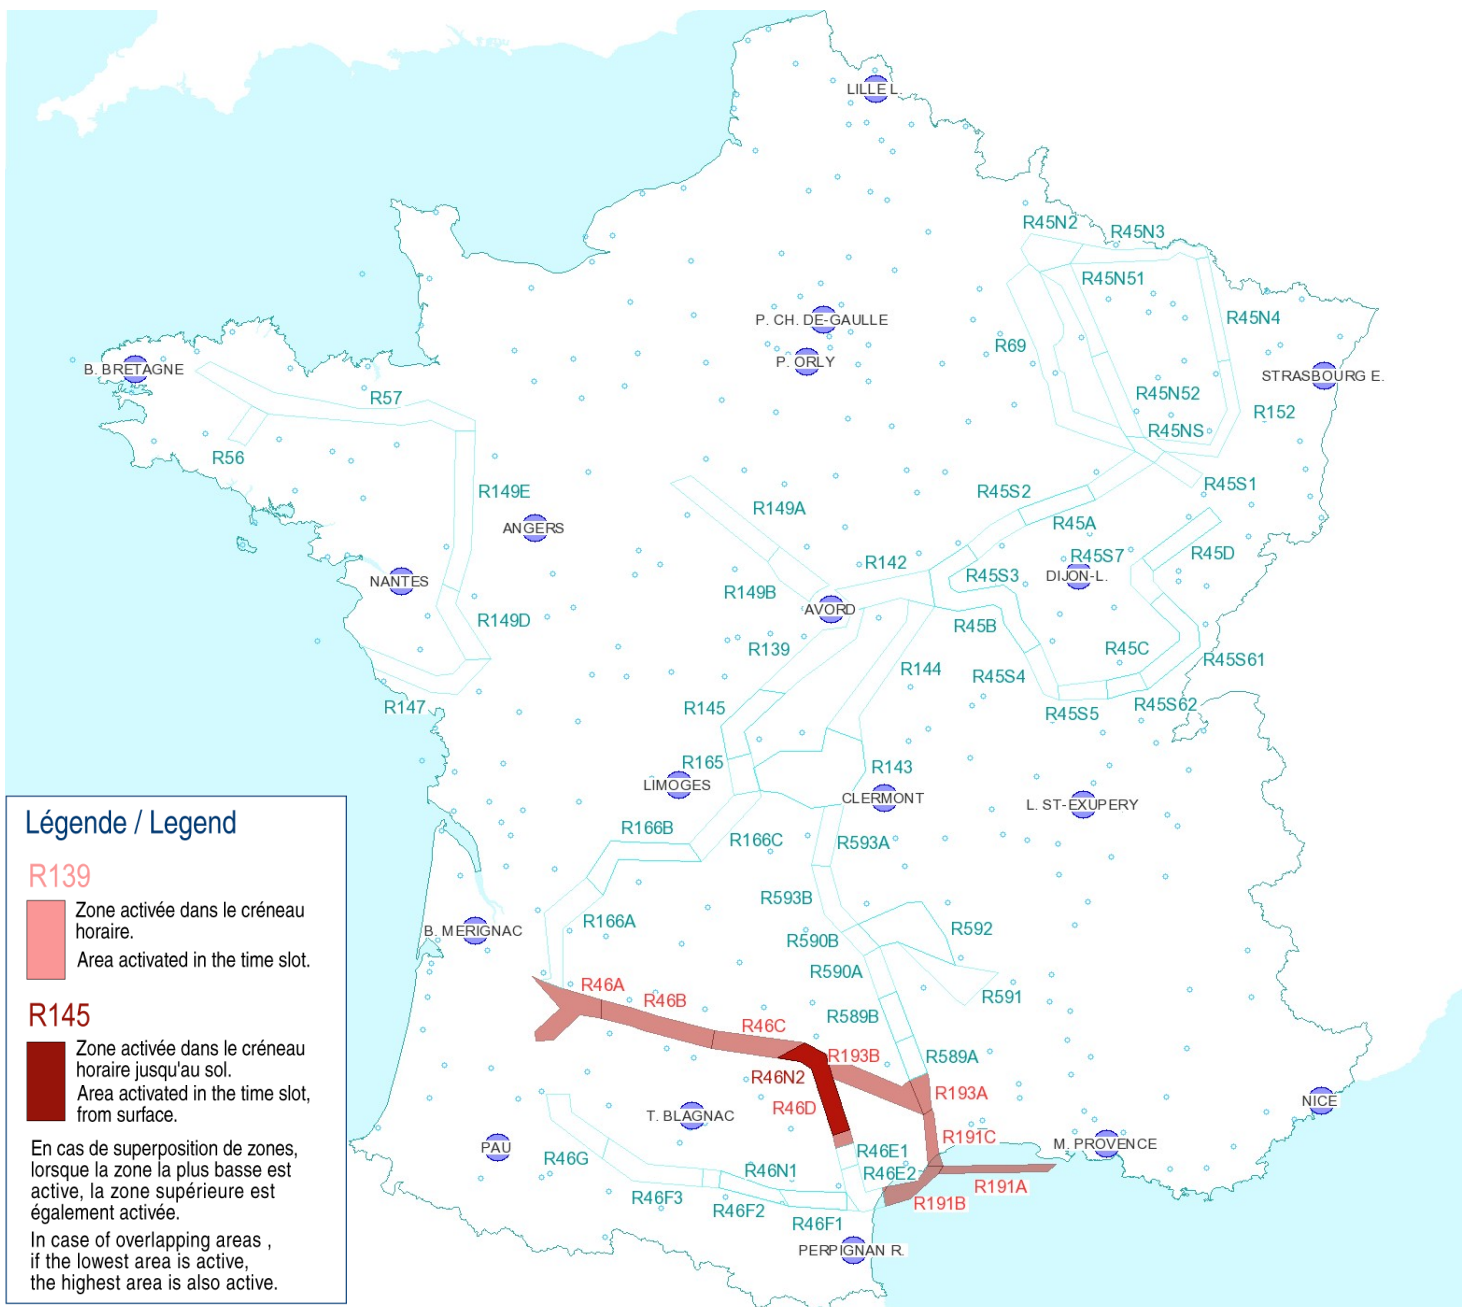 LILLE L.
R45N2
R45N3
R45N51
P. CH. DE-GAULLE
R45N4
R69
P. ORLY
B. BRETAGNE
STRASBOURG E.
R57
R45N52
R152
R45NS
R56
R149E
R45S2
R45S1
R149A
ANGERS
R45A
R45S7
R45D
R142
R45S3
DIJON-L.
NANTES
R149B
AVORD
R149D
R45B
R139
R45C
R45S61
R144
R45S4
R147
R145
R45S5
R45S62
R165
R143
LIMOGES
CLERMONT
L. ST-EXUPERY
R166B
R166C
R593A
R593B
R166A
R592
B. MERIGNAC
R590B
R590A
R46A
R46B
R591
R589B
R46C
R193B
R589A
R46N2
R193A
R46D
T. BLAGNAC
NICE
PAU
R191C
M. PROVENCE
R46E1
R46G
R46N1
R46E2
R191A
R46F3
R191B
R46F2
R46F1
PERPIGNAN R.
Légende / Legend
R139
Zone activée dans le créneau
horaire.
Area activated in the time slot.
R145
Zone activée dans le créneau
horaire jusqu'au sol.
Area activated in the time slot,
from surface.
En cas de superposition de zones,
lorsque la zone la plus basse est
active, la zone supérieure est
également activée.
In case of overlapping areas ,
if the lowest area is active,
the highest area is also active.